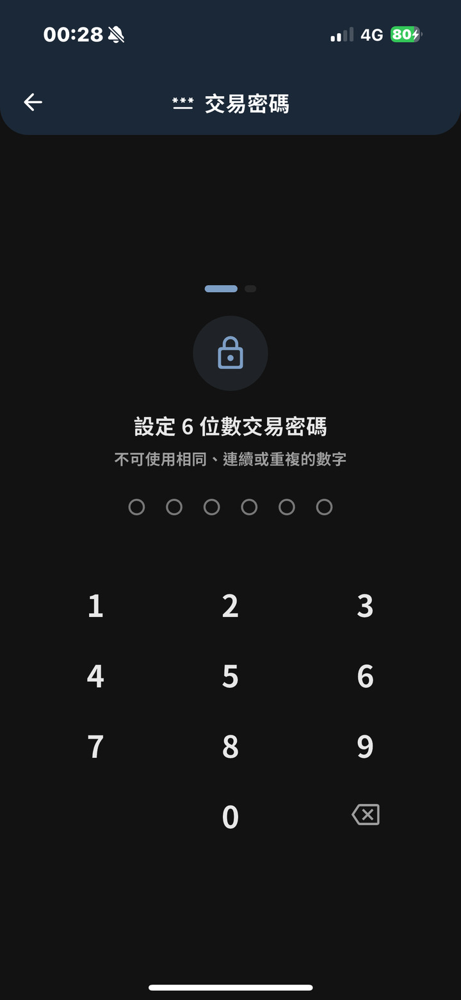 00:28 4G 80
*** 交易密碼
設定 6 位數交易密碼
不可使用相同、連續或重複的數字
1 2 3
4 5 6
7 8 9
0